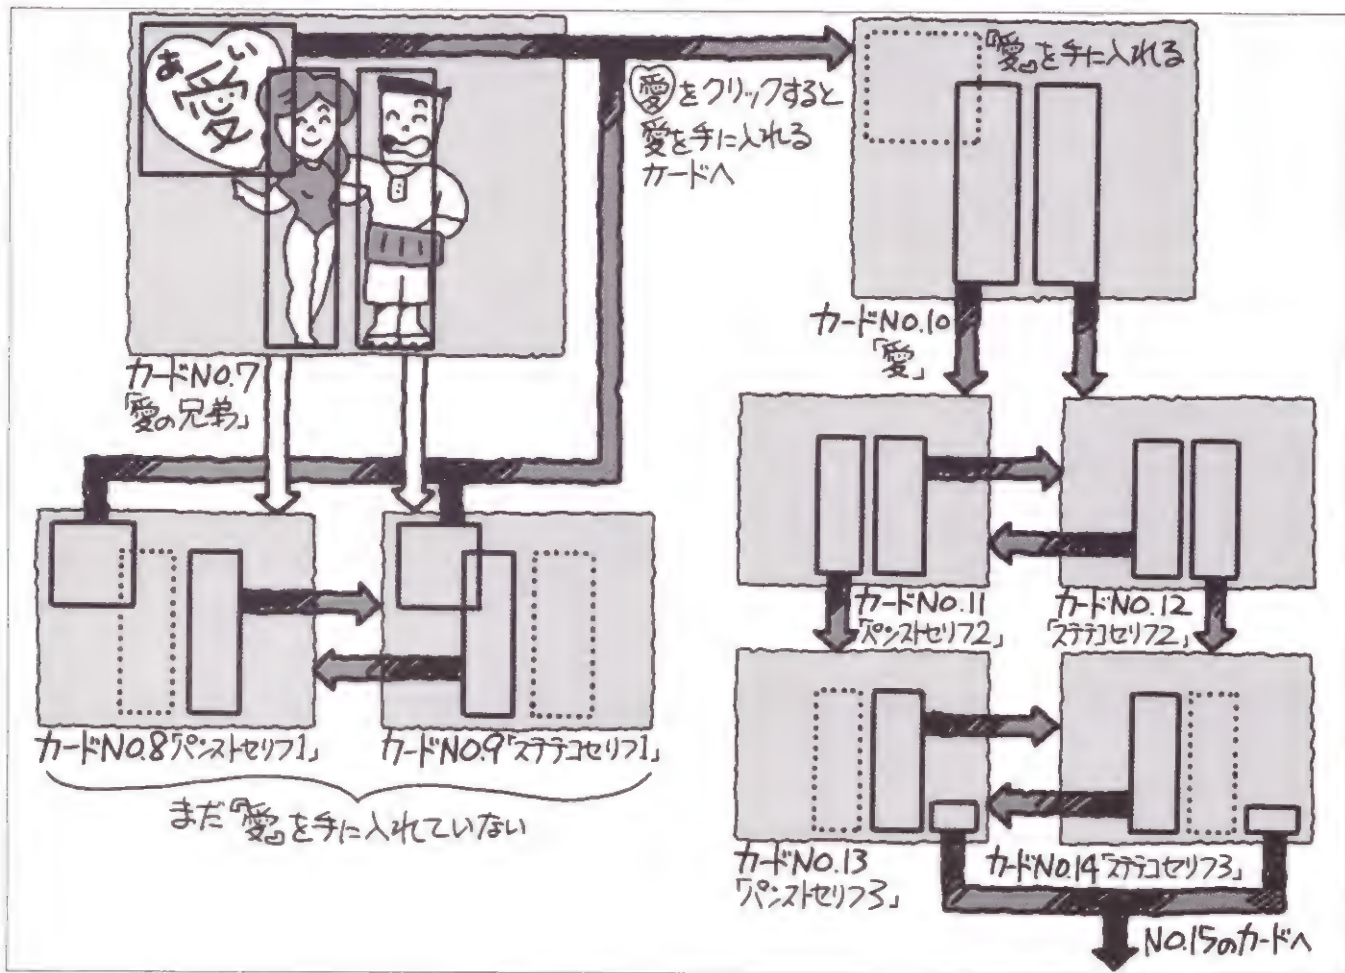 あい
愛
愛をクリックすると
愛を手に入れる
カードへ
『愛』を手に入れる
カードNO.7
「愛の兄弟」
カードNO.10
「愛」
カードNO.11
「パンストセリフ2」
カードNO.12
「ステテコセリフ2」
カードNO.8「パンストセリフ1」
カードNO.9「ステテコセリフ1」
まだ『愛』を手に入れていない
カードNO.13
「パンストセリフ3」
カードNO.14「ステテコセリフ3」
NO.15のカードへ